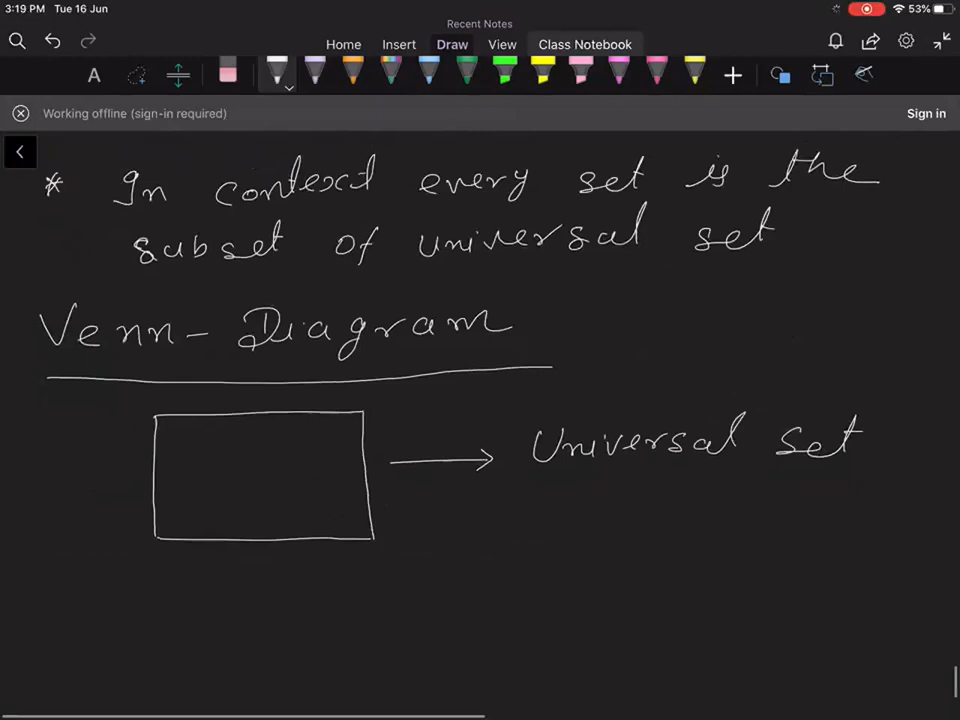 3:19 PM Tue 16 Jun
53%
Recent Notes
Home Insert Draw View Class Notebook
A
Working offline (sign-in required) Sign in
* In context every set is the
subset of universal set
Venn-Diagram
Universal set